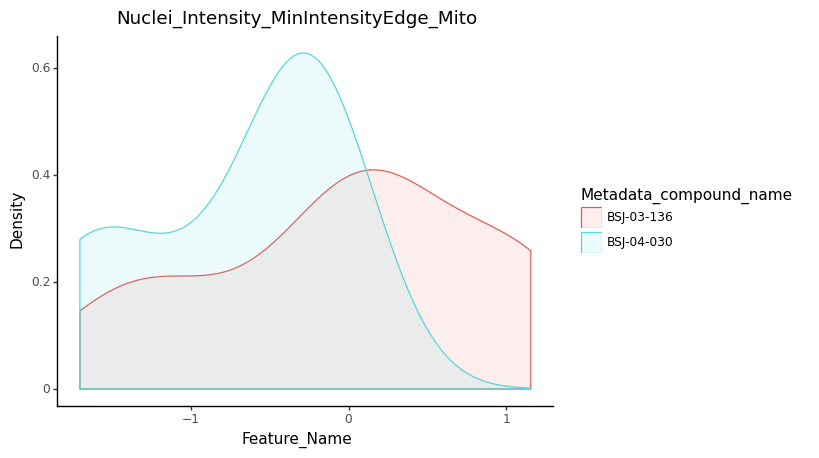 Nuclei_Intensity_MinIntensityEdge_Mito
0.6
0.4
0.2
0
Density
−1
0
1
Feature_Name
Metadata_compound_name
BSJ-03-136
BSJ-04-030